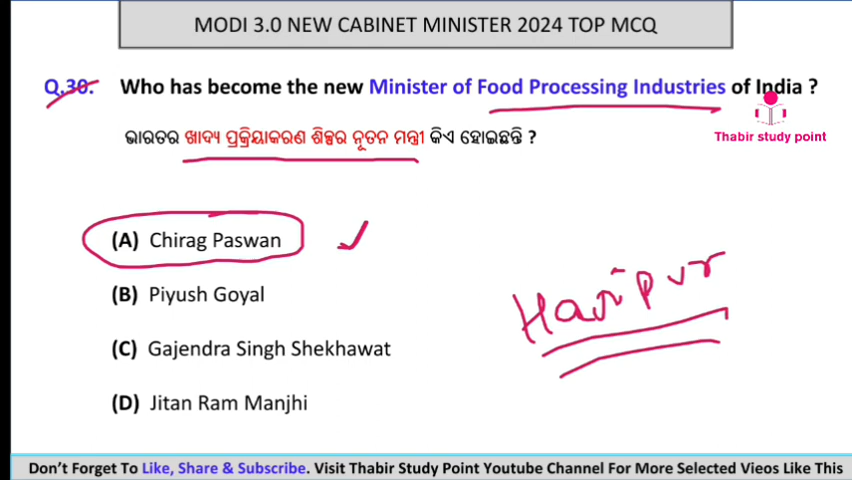 MODI 3.0 NEW CABINET MINISTER 2024 TOP MCQ
Q.30. Who has become the new Minister of Food Processing Industries of India ?
Thabir study point
ଭାରତର ଖାଦ୍ୟ ପ୍ରକ୍ରିୟାକରଣ ଶିଳ୍ପର ନୂତନ ମନ୍ତ୍ରୀ କିଏ ହୋଇଛନ୍ତି ?
(A) Chirag Paswan
(B) Piyush Goyal
(C) Gajendra Singh Shekhawat
(D) Jitan Ram Manjhi
Haripur
Don't Forget To Like, Share & Subscribe. Visit Thabir Study Point Youtube Channel For More Selected Vieos Like This